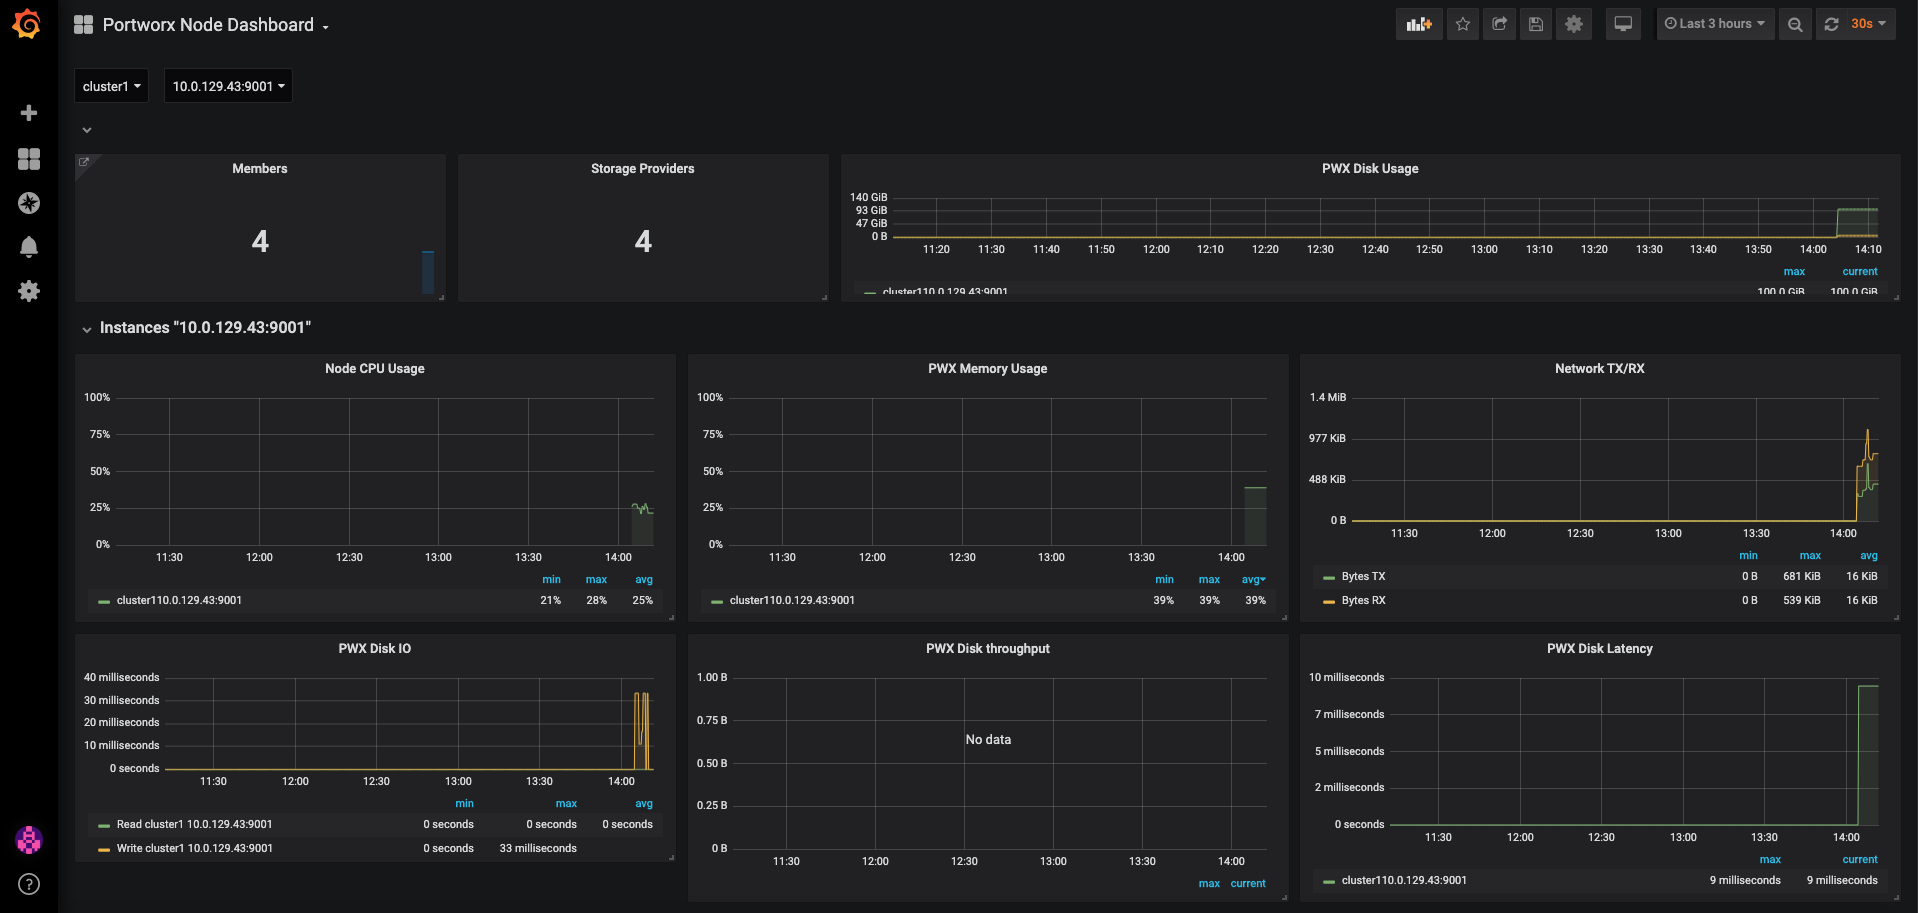 Portworx Node Dashboard
Last 3 hours
30s
cluster1
10.0.129.43:9001
Members
4
Storage Providers
4
PWX Disk Usage
140 GiB
93 GiB
47 GiB
0 B
11:20 11:30 11:40 11:50 12:00 12:10 12:20 12:30 12:40 12:50 13:00 13:10 13:20 13:30 13:40 13:50 14:00 14:10
max current
cluster110.0.129.43:9001 100.0 GiB 100.0 GiB
Instances "10.0.129.43:9001"
Node CPU Usage
100%
75%
50%
25%
0%
11:30 12:00 12:30 13:00 13:30 14:00
min max avg
cluster110.0.129.43:9001 21% 28% 25%
PWX Memory Usage
100%
75%
50%
25%
0%
11:30 12:00 12:30 13:00 13:30 14:00
min max avg
cluster110.0.129.43:9001 39% 39% 39%
Network TX/RX
1.4 MiB
977 KiB
488 KiB
0 B
11:30 12:00 12:30 13:00 13:30 14:00
min max avg
Bytes TX 0 B 681 KiB 16 KiB
Bytes RX 0 B 539 KiB 16 KiB
PWX Disk IO
40 milliseconds
30 milliseconds
20 milliseconds
10 milliseconds
0 seconds
11:30 12:00 12:30 13:00 13:30 14:00
min max avg
Read cluster1 10.0.129.43:9001 0 seconds 0 seconds 0 seconds
Write cluster1 10.0.129.43:9001 0 seconds 33 milliseconds
PWX Disk throughput
1.00 B
0.75 B
0.50 B
0.25 B
0 B
No data
11:30 12:00 12:30 13:00 13:30 14:00
max current
PWX Disk Latency
10 milliseconds
7 milliseconds
5 milliseconds
2 milliseconds
0 seconds
11:30 12:00 12:30 13:00 13:30 14:00
max current
cluster110.0.129.43:9001 9 milliseconds 9 milliseconds